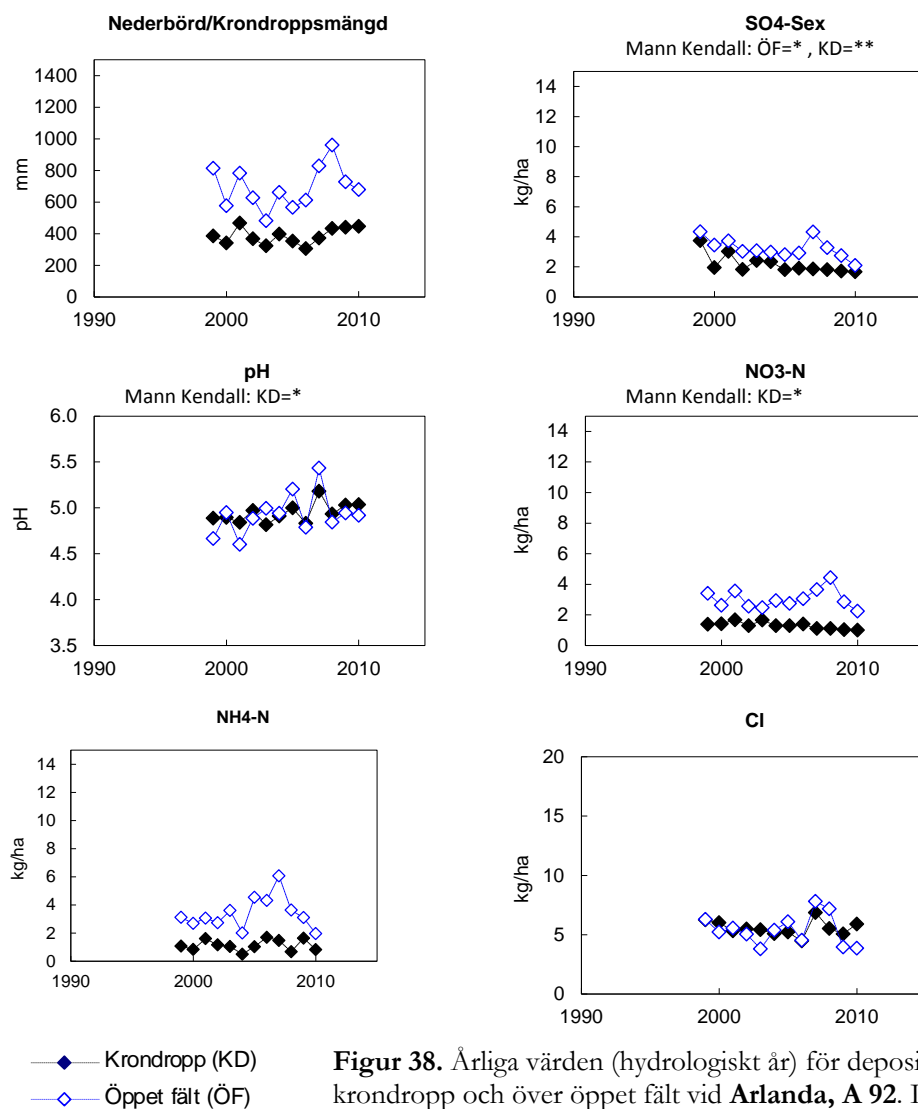 Nederbörd/Krondroppsmängd
1400
1200
1000
800
600
400
200
0
mm
1990 2000 2010
SO4-Sex
Mann Kendall: ÖF=* , KD=**
14
12
10
8
6
4
2
0
kg/ha
1990 2000 2010
pH
Mann Kendall: KD=*
6.0
5.5
5.0
4.5
4.0
3.5
pH
1990 2000 2010
NO3-N
Mann Kendall: KD=*
14
12
10
8
6
4
2
0
kg/ha
1990 2000 2010
NH4-N
14
12
10
8
6
4
2
0
kg/ha
1990 2000 2010
Cl
20
15
10
5
0
kg/ha
1990 2000 2010
Krondropp (KD)
Öppet fält (ÖF)
Figur 38. Årliga värden (hydrologiskt år) för deposi
krondropp och över öppet fält vid Arlanda, A 92.